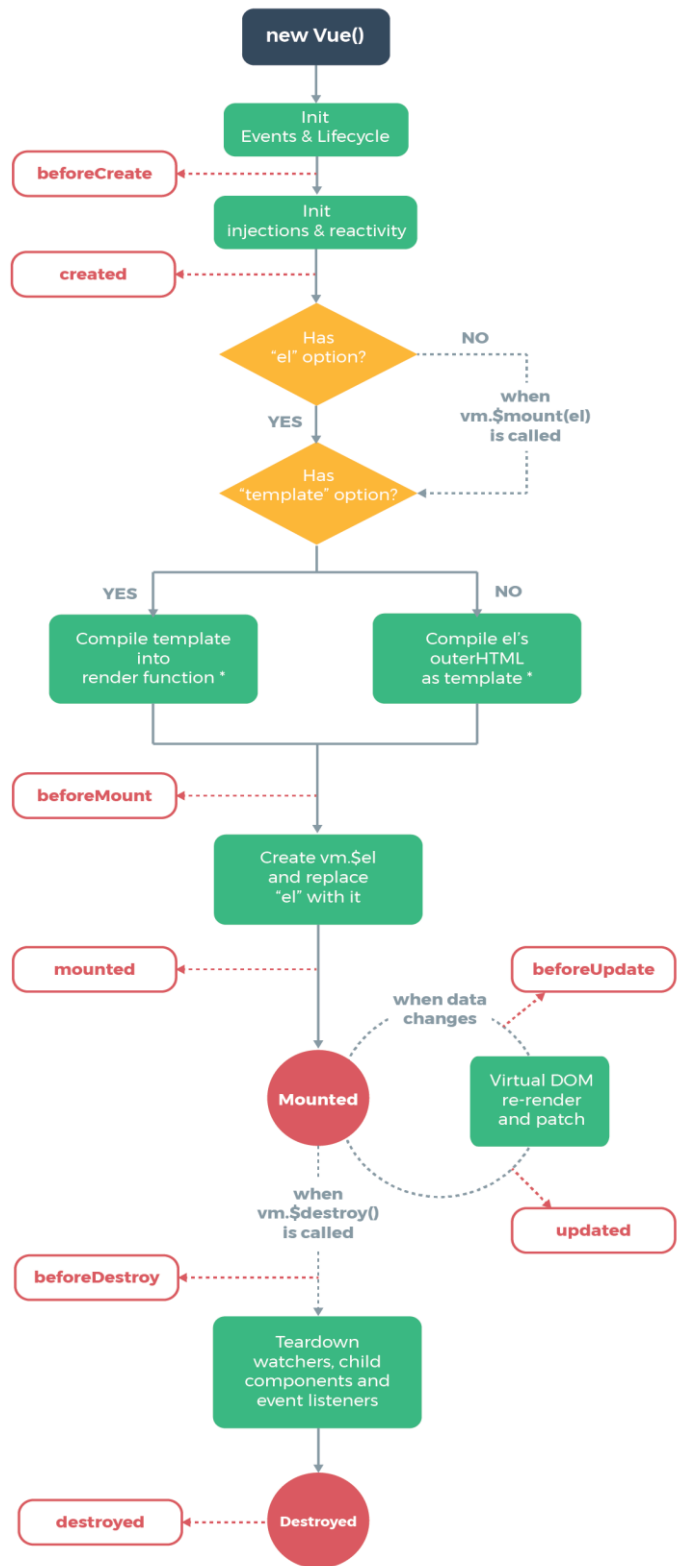 new Vue()
Init
Events & Lifecycle
beforeCreate
Init
injections & reactivity
created
Has
“el” option?
NO
when
vm.$mount(el)
is called
YES
Has
“template” option?
YES
NO
Compile template
into
render function *
Compile el’s
outerHTML
as template *
beforeMount
Create vm.$el
and replace
“el” with it
mounted
beforeUpdate
when data
changes
Mounted
Virtual DOM
re-render
and patch
when
vm.$destroy()
is called
updated
beforeDestroy
Teardown
watchers, child
components and
event listeners
destroyed
Destroyed